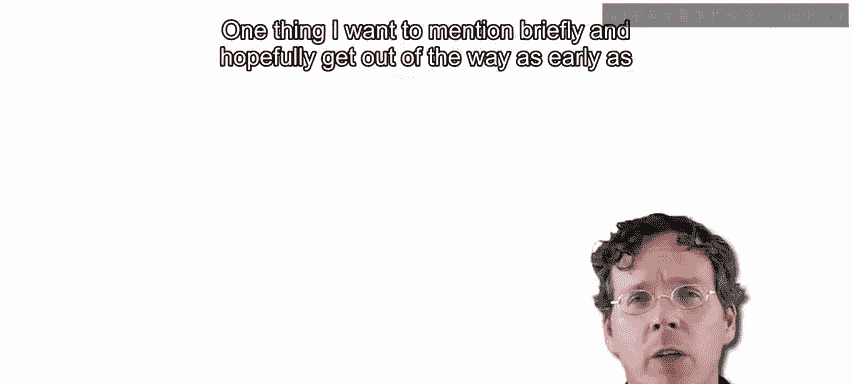 One thing I want to mention briefly and
hopefully get out of the way as early as